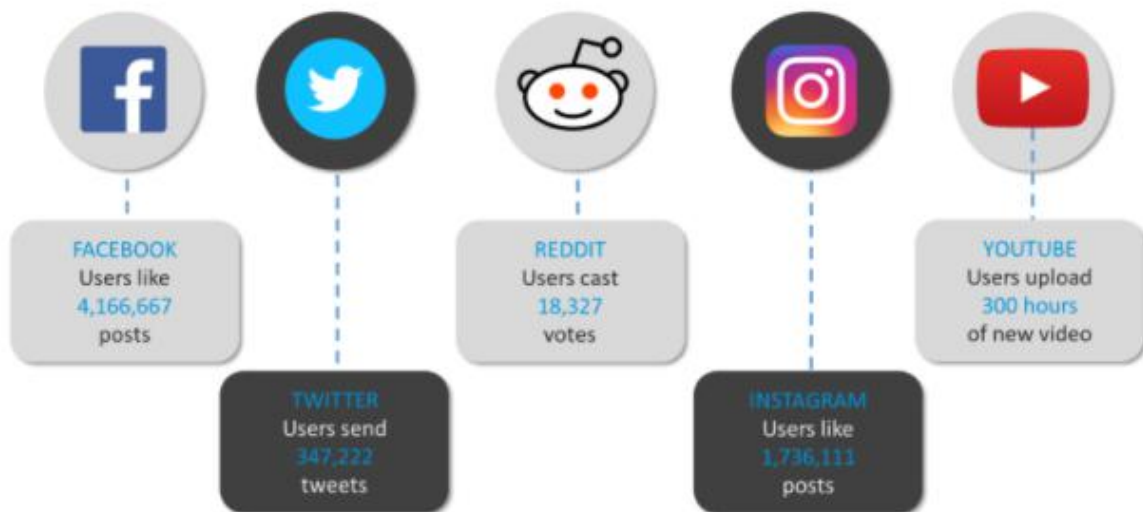 FACEBOOK
Users like
4,166,667
posts
TWITTER
Users send
347,222
tweets
REDDIT
Users cast
18,327
votes
INSTAGRAM
Users like
1,736,111
posts
YOUTUBE
Users upload
300 hours
of new video